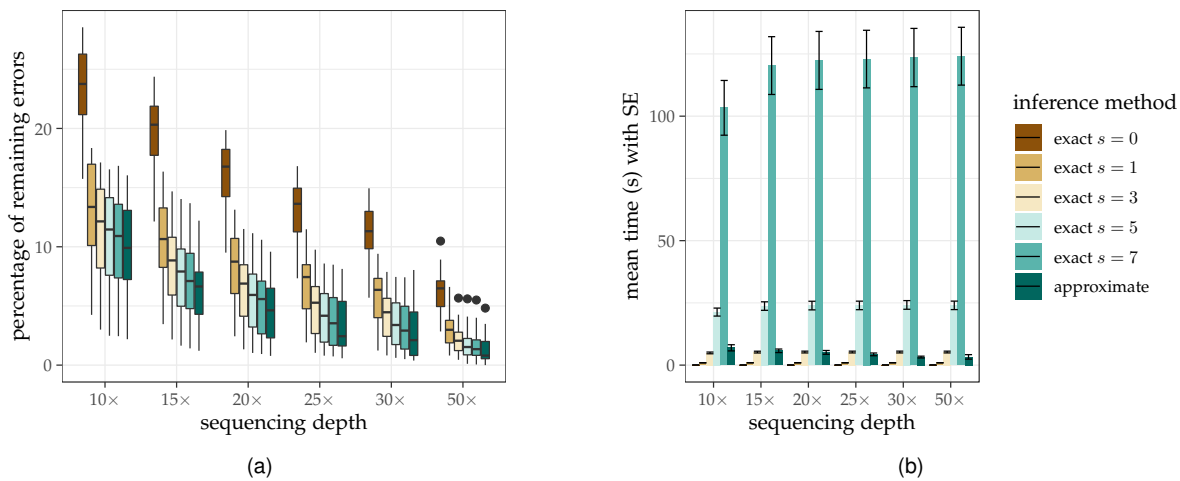 percentage of remaining errors
20
10
0
10× 15× 20× 25× 30× 50×
sequencing depth
(a)
mean time (s) with SE
100
50
0
10× 15× 20× 25× 30× 50×
sequencing depth
(b)
inference method
exact s = 0
exact s = 1
exact s = 3
exact s = 5
exact s = 7
approximate